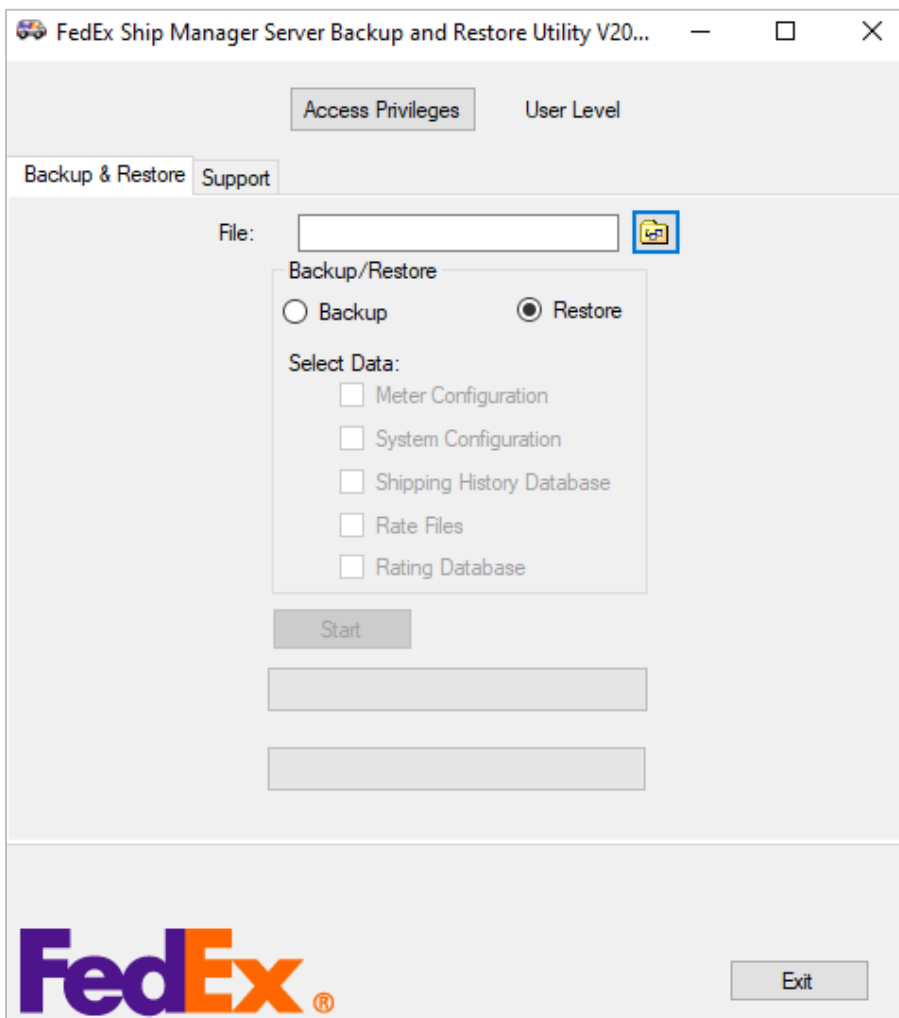 FedEx Ship Manager Server Backup and Restore Utility V20...
Access Privileges User Level
Backup & Restore Support
File:
Backup/Restore
Backup Restore
Select Data:
Meter Configuration
System Configuration
Shipping History Database
Rate Files
Rating Database
Start
FedEx®
Exit